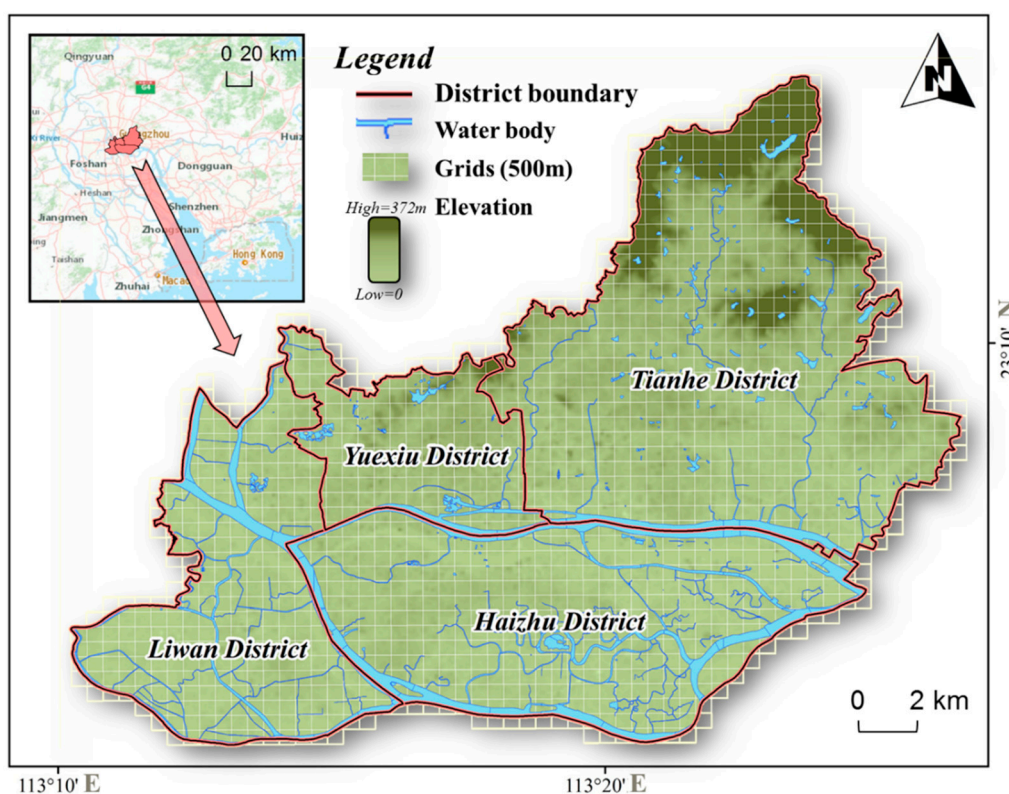 Qingyuan
0 20 km
G4
Guangzhou
Foshan
Dongguan
Heshan
Shenzhen
Jiangmen
Zhongshan
Taishan
Hong Kong
Macao
Zhuhai
Legend
District boundary
Water body
Grids (500m)
High=372m Elevation
Low=0
N
Tianhe District
Yuexiu District
Haizhu District
Liwan District
0 2 km
23°10' N
113°10' E
113°20' E